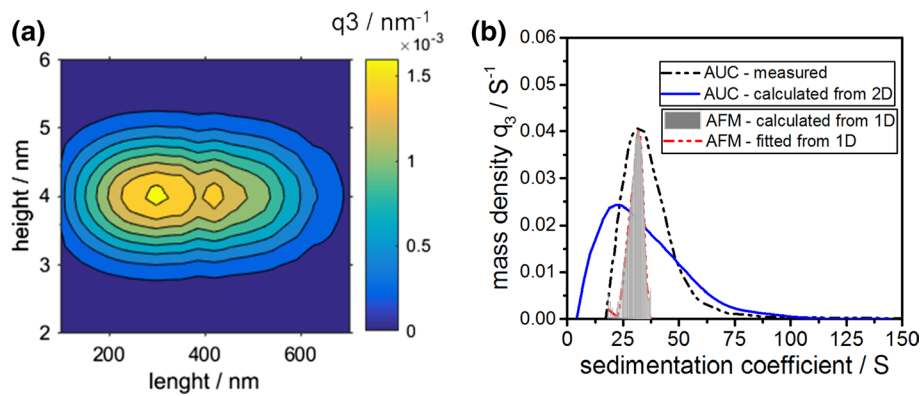 (a)
q3 / nm-1
×10-3
6
5
4
3
2
height / nm
200 400 600
lenght / nm
1.5
1
0.5
0
(b)
0.06
0.05
0.04
0.03
0.02
0.01
0.00
mass density q3 / S-1
AUC - measured
AUC - calculated from 2D
AFM - calculated from 1D
AFM - fitted from 1D
0 25 50 75 100 125 150
sedimentation coefficient / S